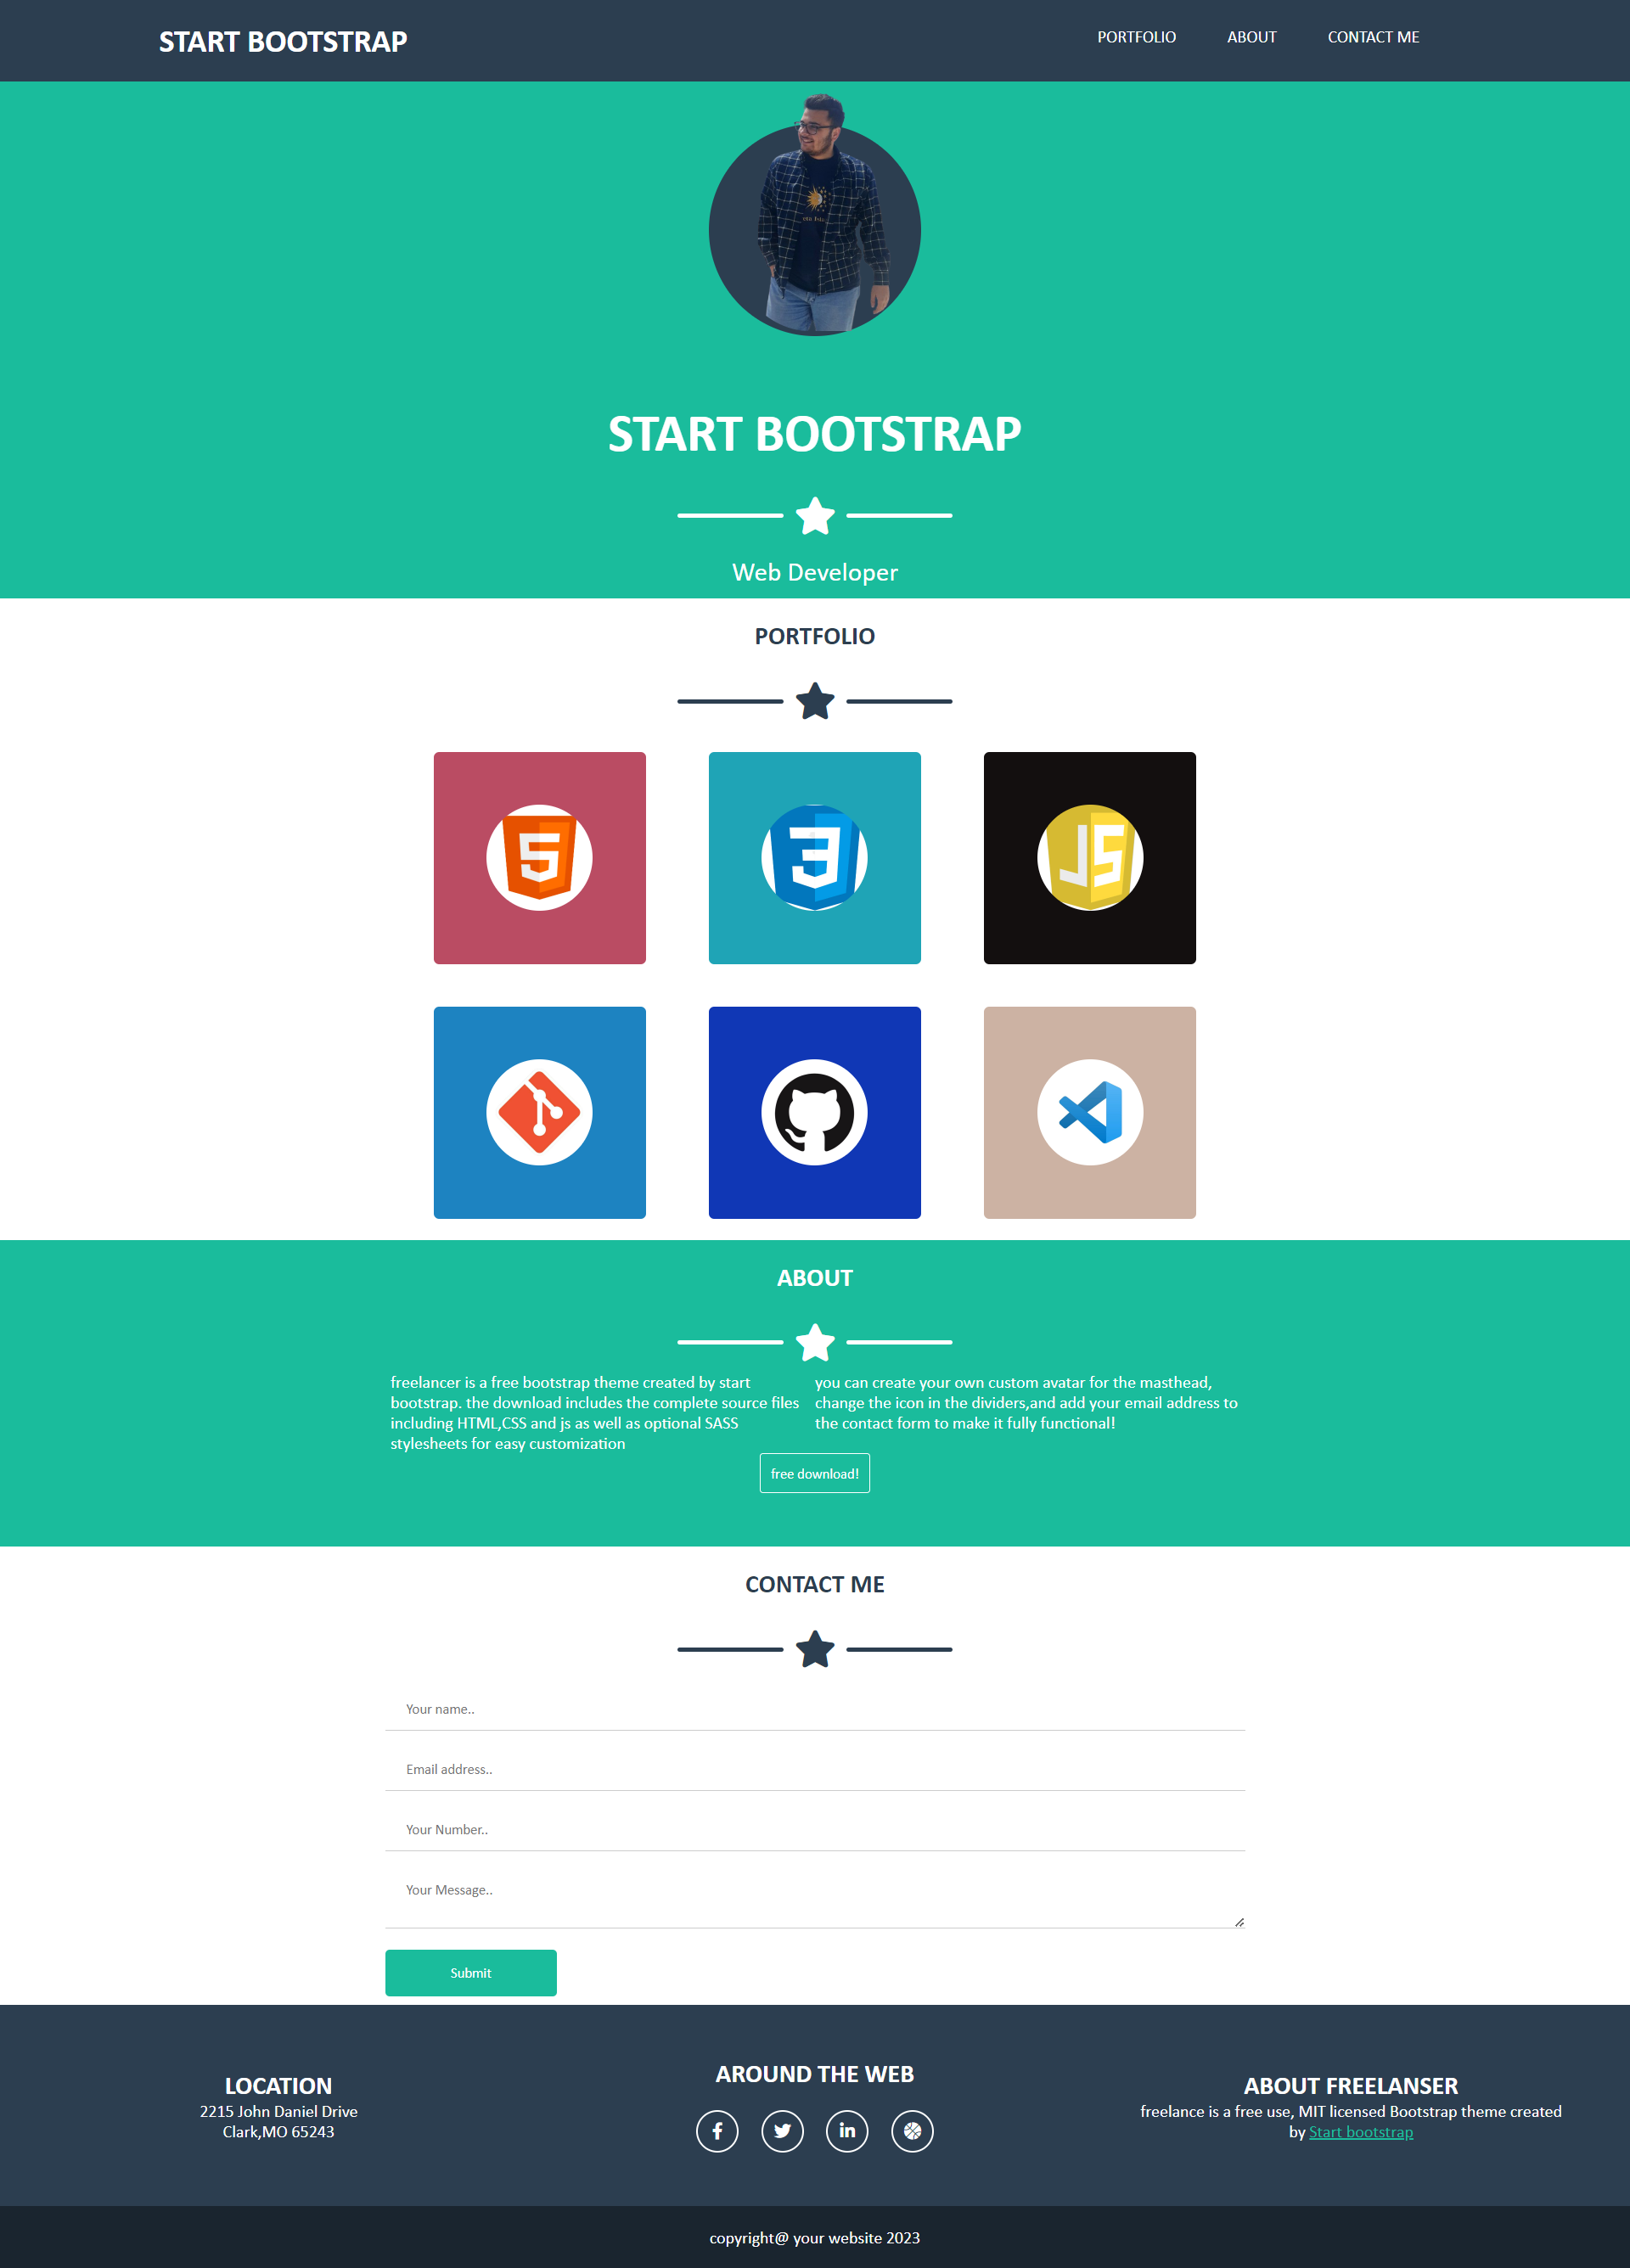 START BOOTSTRAP
PORTFOLIO
ABOUT
CONTACT ME
START BOOTSTRAP
Web Developer
PORTFOLIO
5
3
JS
ABOUT
freelancer is a free bootstrap theme created by start
bootstrap. the download includes the complete source files
including HTML,CSS and js as well as optional SASS
stylesheets for easy customization
you can create your own custom avatar for the masthead,
change the icon in the dividers,and add your email address to
the contact form to make it fully functional!
free download!
CONTACT ME
Your name..
Email address..
Your Number..
Your Message..
Submit
LOCATION
2215 John Daniel Drive
Clark,MO 65243
AROUND THE WEB
f
in
ABOUT FREELANSER
freelance is a free use, MIT licensed Bootstrap theme created
by Start bootstrap
copyright@ your website 2023